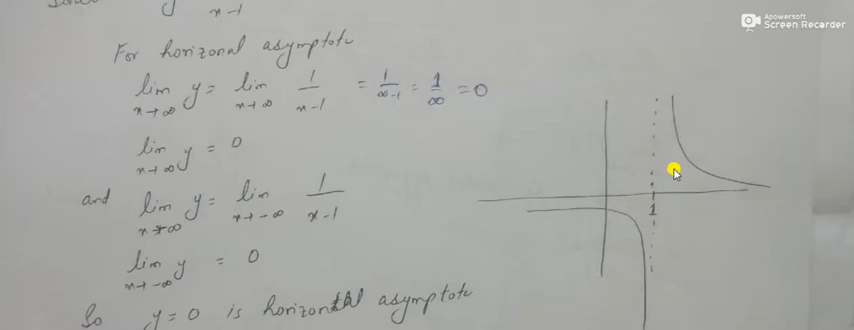 y
x-1
Apowersoft
Screen Recorder
For horizonal asymptote
lim x→∞ y = lim x→∞ 1/x-1 = 1/∞-1 = 1/∞ = 0
lim x→∞ y = 0
and lim y = lim x→-∞ 1/x-1
lim x→-∞ y = 0
So y=0 is horizontal asymptote
1